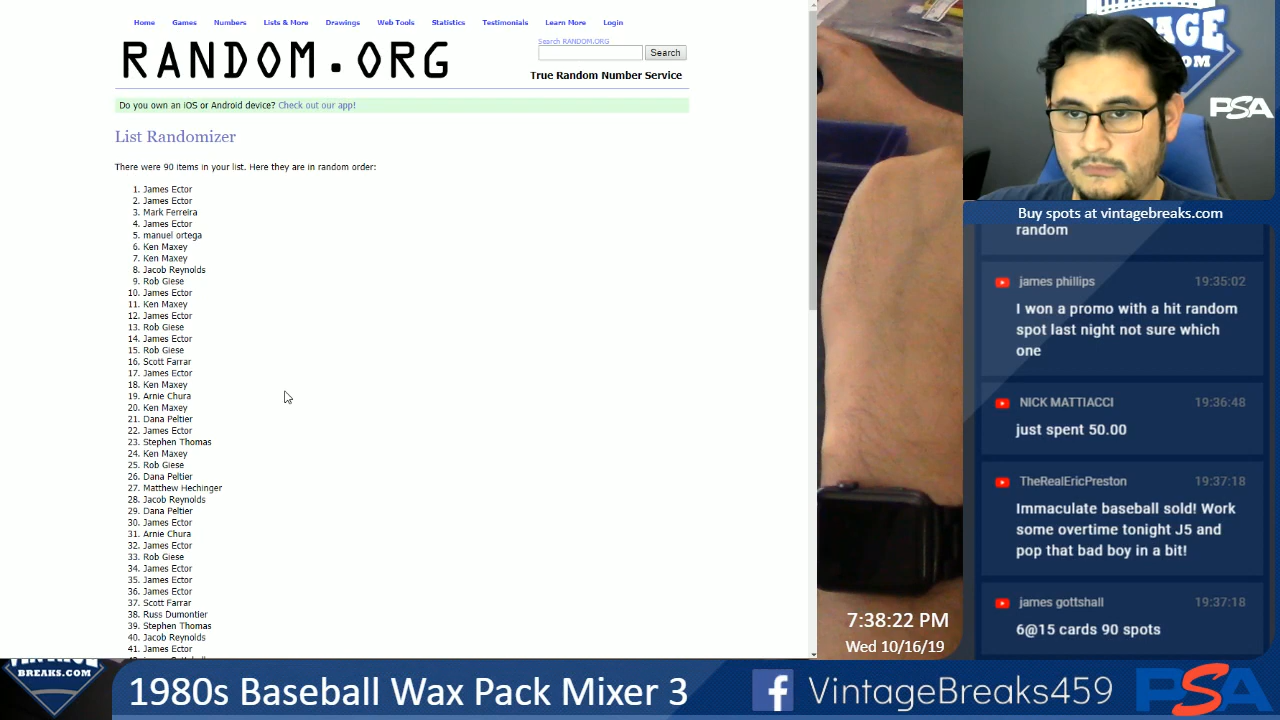 Home Games Numbers Lists & More Drawings Web Tools Statistics Testimonials Learn More Login
RANDOM.ORG
Search RANDOM.ORG
Search
True Random Number Service
Do you own an iOS or Android device? Check out our app!
List Randomizer
There were 90 items in your list. Here they are in random order:
1. James Ector
2. James Ector
3. Mark Ferreira
4. James Ector
5. manuel ortega
6. Ken Maxey
7. Ken Maxey
8. Jacob Reynolds
9. Rob Giese
10. James Ector
11. Ken Maxey
12. James Ector
13. Rob Giese
14. James Ector
15. Rob Giese
16. Scott Farrar
17. James Ector
18. Ken Maxey
19. Arnie Chura
20. Ken Maxey
21. Dana Peltier
22. James Ector
23. Stephen Thomas
24. Ken Maxey
25. Rob Giese
26. Dana Peltier
27. Matthew Hechinger
28. Jacob Reynolds
29. Dana Peltier
30. James Ector
31. Arnie Chura
32. James Ector
33. Rob Giese
34. James Ector
35. James Ector
36. James Ector
37. Scott Farrar
38. Russ Dumontier
39. Stephen Thomas
40. Jacob Reynolds
41. James Ector
7:38:22 PM
Wed 10/16/19
PSA
Buy spots at vintagebreaks.com
random
james phillips 19:35:02
I won a promo with a hit random
spot last night not sure which
one
NICK MATTIACCI 19:36:48
just spent 50.00
TheRealEricPreston 19:37:18
Immaculate baseball sold! Work
some overtime tonight J5 and
pop that bad boy in a bit!
james gottshall 19:37:18
6@15 cards 90 spots
BREAKS.COM
1980s Baseball Wax Pack Mixer 3
VintageBreaks459
PSA